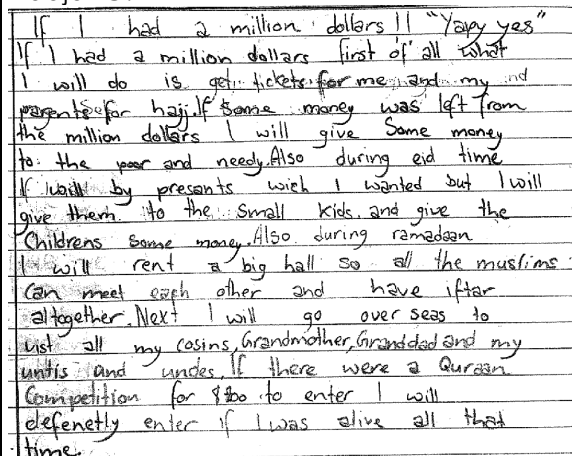 If I had a million dollars !! "Yapy yes"
If I had a million dollars first of all what
I will do is get tickets for me and my
parents for hajj. If some money was left from
the million dollars I will give Some money
to the poor and needy. Also during eid time
If I will by presants wich I wanted but I will
give them to the small kids. and give the
Childrens some money. Also during ramadaan
I will rent a big hall so all the muslims
can meet each other and have iftar
altogether. Next I will go over seas to
vist all my cosins, Grandmother, Granddad and my
untis and undes. If there were a Quraan
Competition for $ to enter I will
defenetly enter if I was alive all that
time.